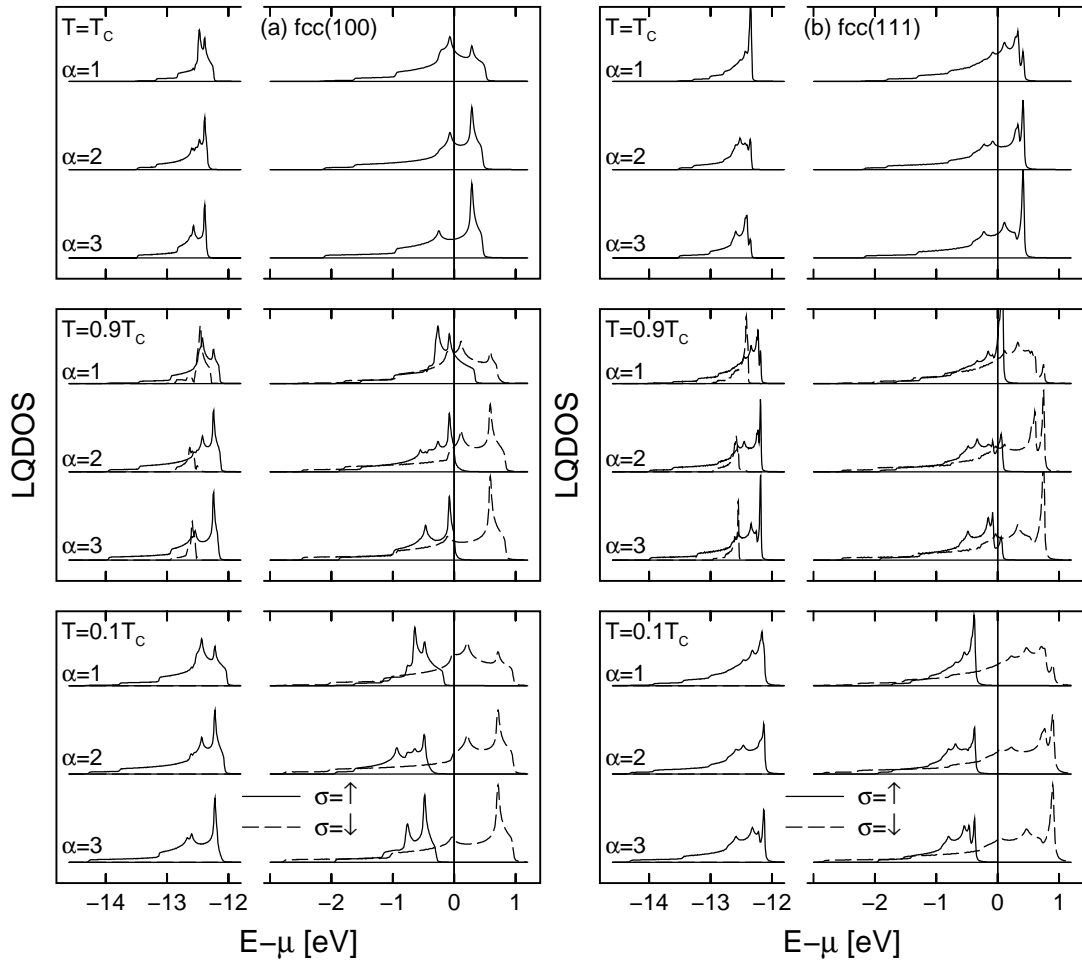 T=T_C (a) fcc(100)
α=1
α=2
α=3
T=0.9T_C
α=1
α=2
α=3
T=0.1T_C
α=1
α=2
σ=↑
σ=↓
α=3
−14 −13 −12 −3 −2 −1 0 1
E−μ [eV]
LQDOS
T=T_C (b) fcc(111)
α=1
α=2
α=3
T=0.9T_C
α=1
α=2
α=3
T=0.1T_C
α=1
α=2
σ=↑
σ=↓
α=3
−14 −13 −12 −3 −2 −1 0 1
E−μ [eV]
LQDOS